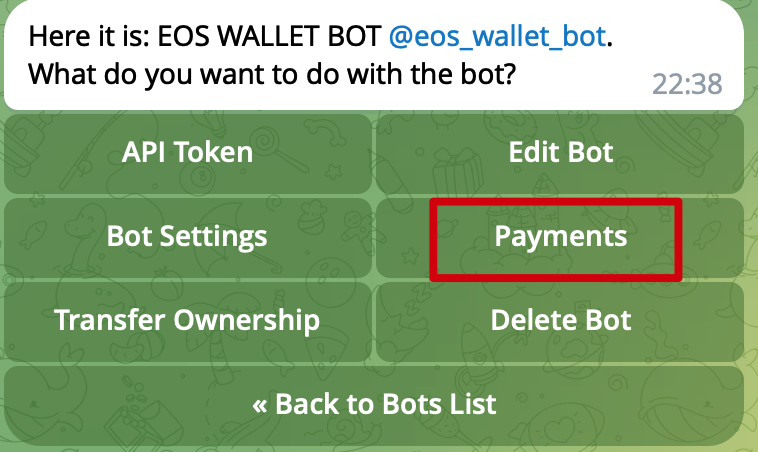 Here it is: EOS WALLET BOT @eos_wallet_bot.
What do you want to do with the bot?
22:38
API Token
Edit Bot
Bot Settings
Payments
Transfer Ownership
Delete Bot
« Back to Bots List